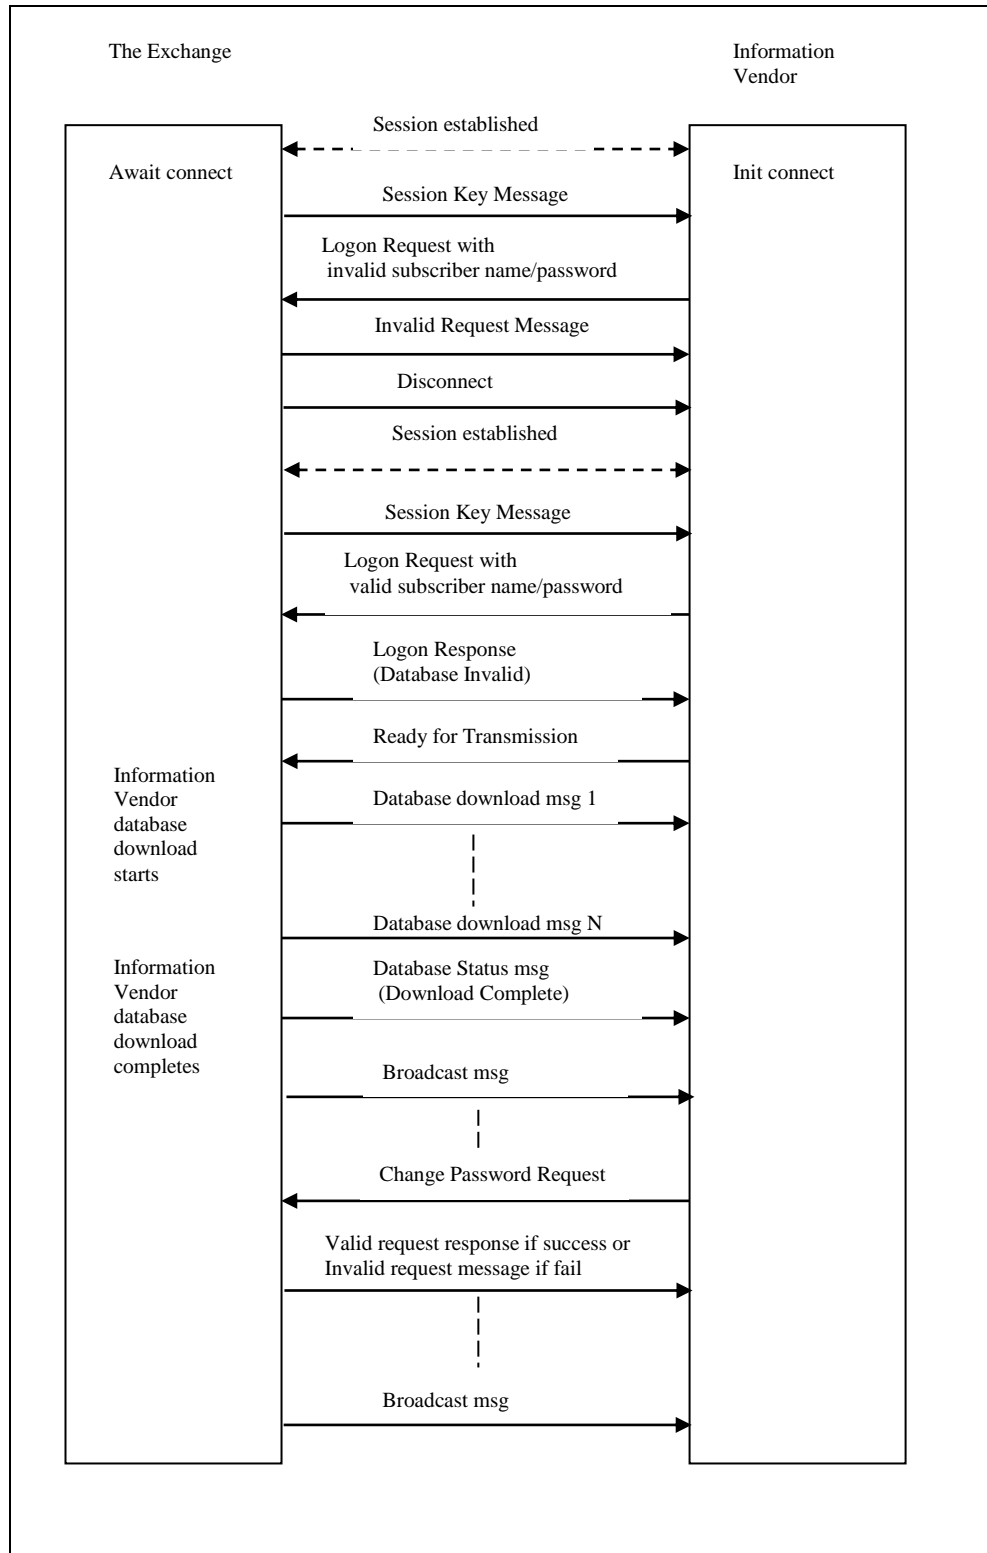 The Exchange
Information
Vendor
Session established
Await connect
Init connect
Session Key Message
Logon Request with
invalid subscriber name/password
Invalid Request Message
Disconnect
Session established
Session Key Message
Logon Request with
valid subscriber name/password
Logon Response
(Database Invalid)
Ready for Transmission
Information
Vendor
database
download
starts
Database download msg 1
Database download msg N
Information
Vendor
database
download
completes
Database Status msg
(Download Complete)
Broadcast msg
Change Password Request
Valid request response if success or
Invalid request message if fail
Broadcast msg